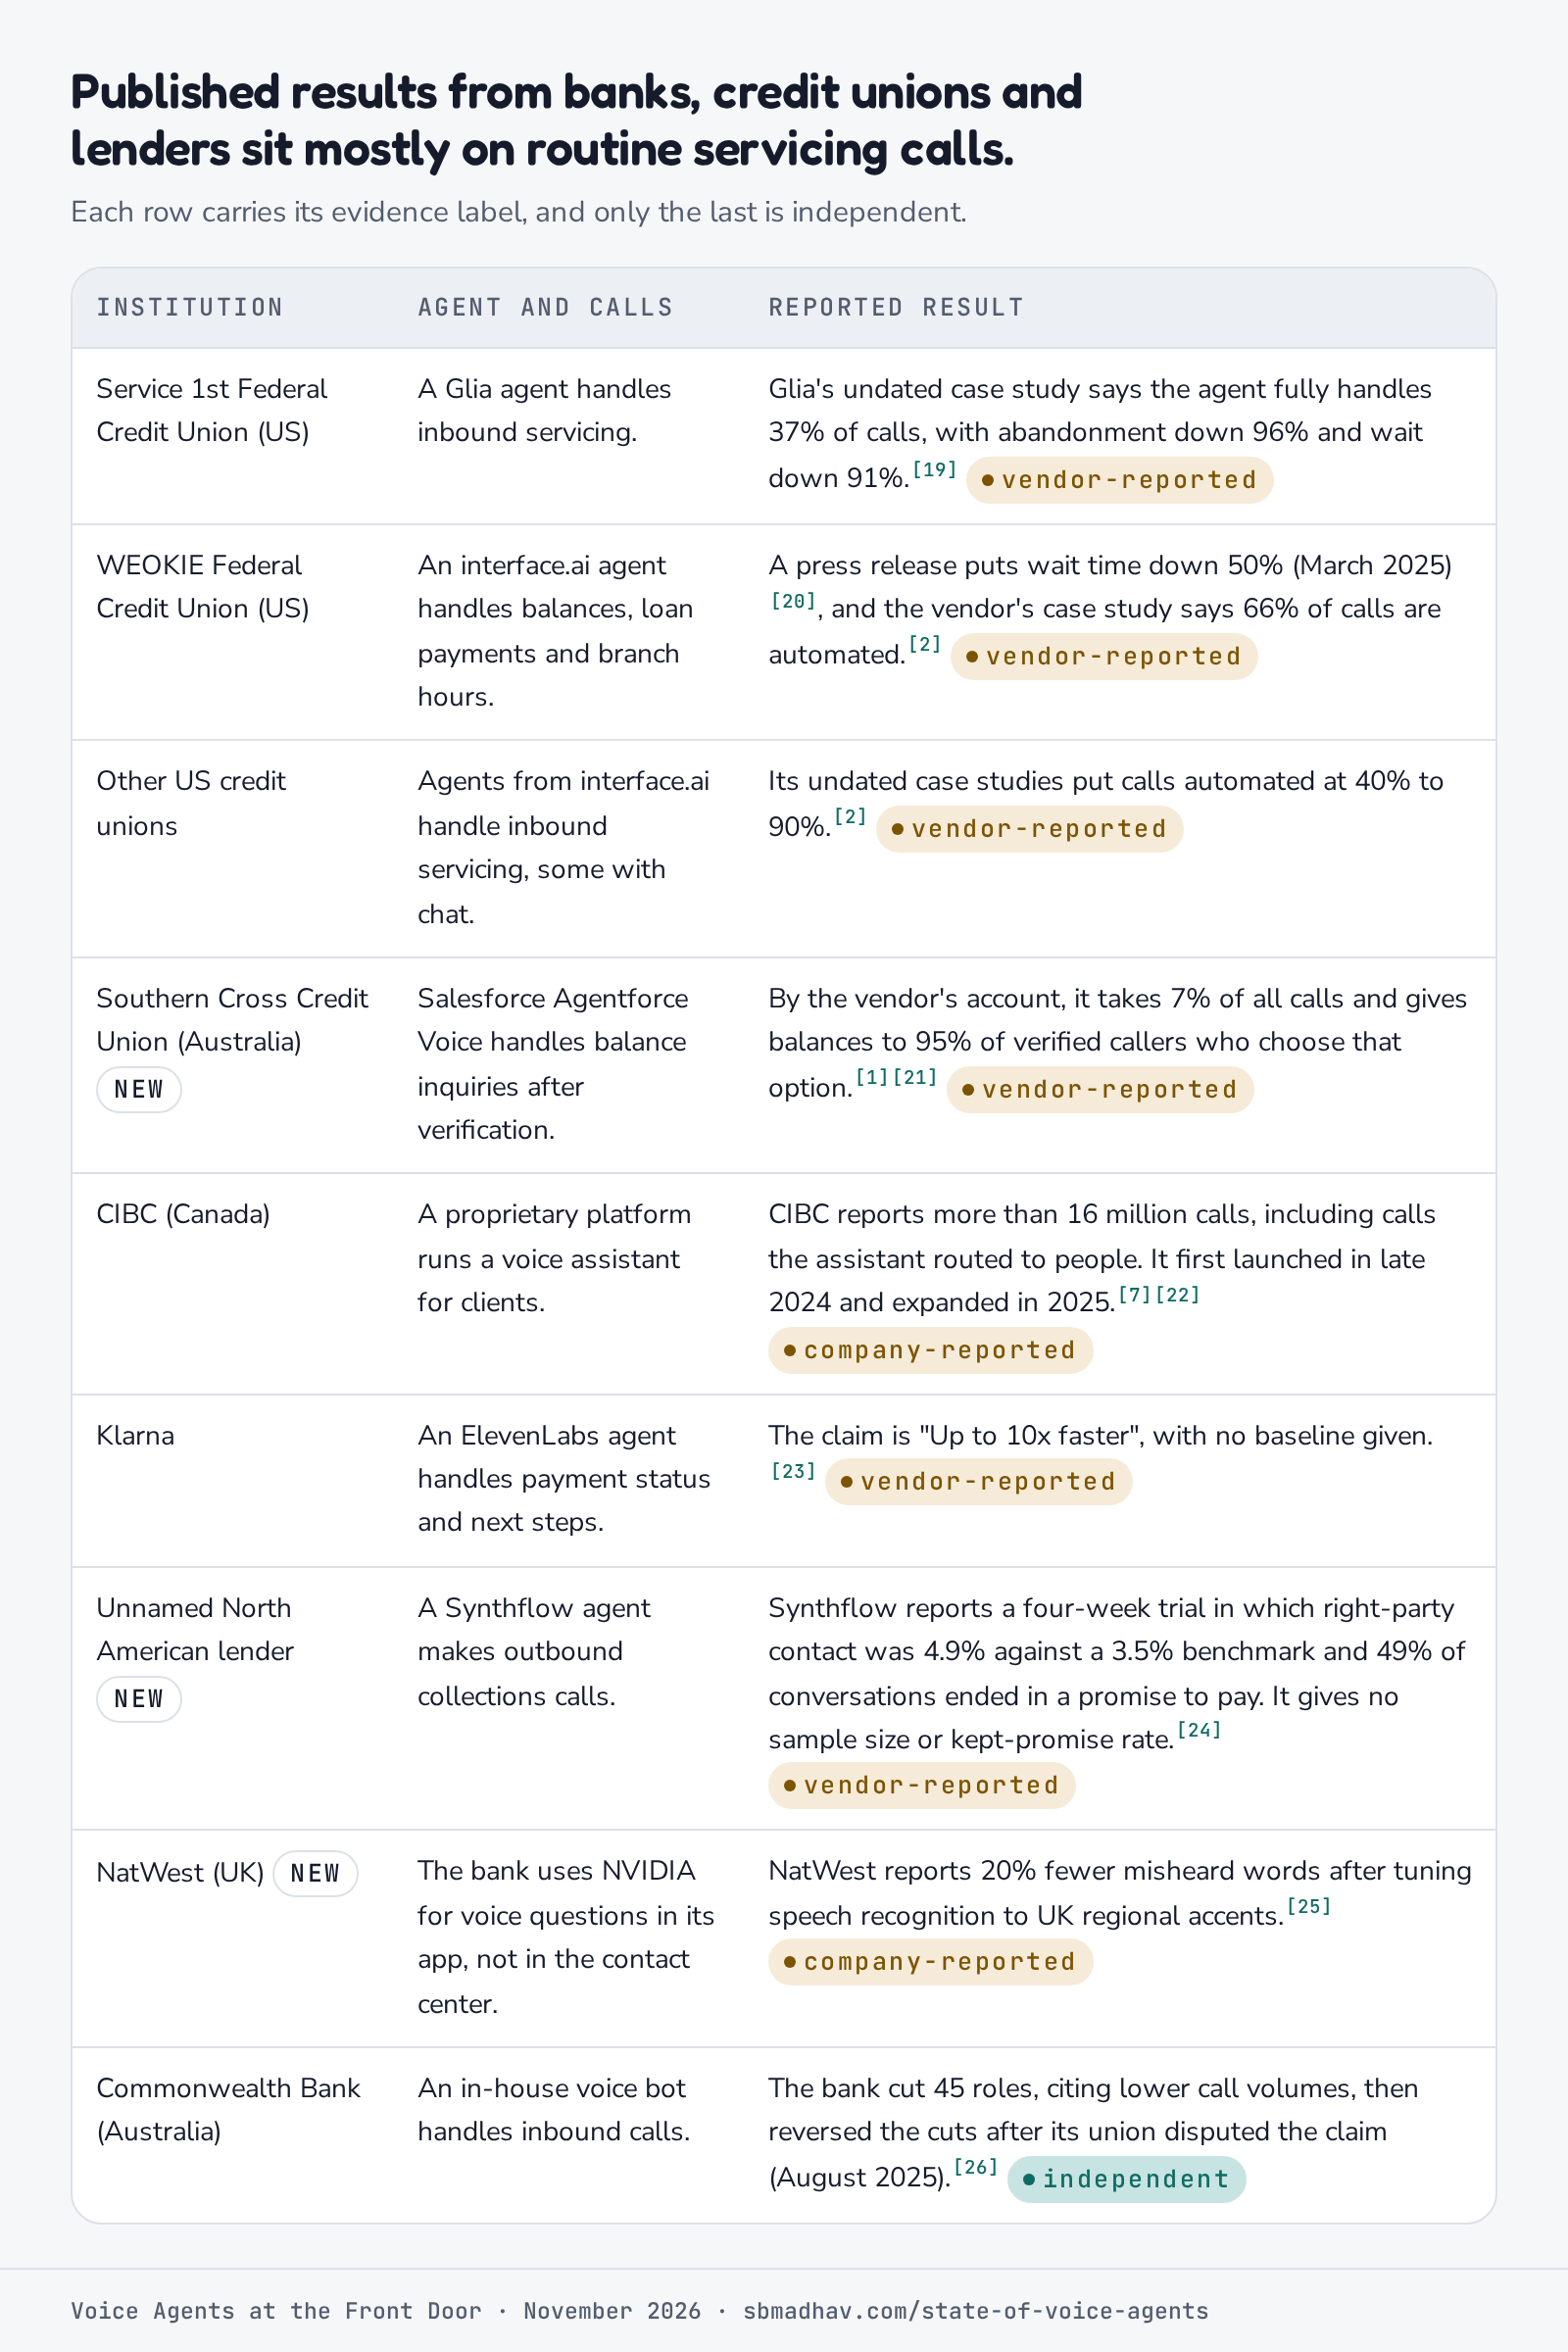 Published results from banks, credit unions and
lenders sit mostly on routine servicing calls.
Each row carries its evidence label, and only the last is independent.
INSTITUTION
AGENT AND CALLS
REPORTED RESULT
Service 1st Federal
Credit Union (US)
A Glia agent handles
inbound servicing.
Glia's undated case study says the agent fully handles
37% of calls, with abandonment down 96% and wait
down 91%.[19] vendor-reported
WEOKIE Federal
Credit Union (US)
An interface.ai agent
handles balances, loan
payments and branch
hours.
A press release puts wait time down 50% (March 2025)
[20], and the vendor's case study says 66% of calls are
automated.[2] vendor-reported
Other US credit
unions
Agents from interface.ai
handle inbound
servicing, some with
chat.
Its undated case studies put calls automated at 40% to
90%.[2] vendor-reported
Southern Cross Credit
Union (Australia)
NEW
Salesforce Agentforce
Voice handles balance
inquiries after
verification.
By the vendor's account, it takes 7% of all calls and gives
balances to 95% of verified callers who choose that
option.[1][21] vendor-reported
CIBC (Canada)
A proprietary platform
runs a voice assistant
for clients.
CIBC reports more than 16 million calls, including calls
the assistant routed to people. It first launched in late
2024 and expanded in 2025.[7][22]
company-reported
Klarna
An ElevenLabs agent
handles payment status
and next steps.
The claim is "Up to 10x faster", with no baseline given.
[23] vendor-reported
Unnamed North
American lender
NEW
A Synthflow agent
makes outbound
collections calls.
Synthflow reports a four-week trial in which right-party
contact was 4.9% against a 3.5% benchmark and 49% of
conversations ended in a promise to pay. It gives no
sample size or kept-promise rate.[24]
vendor-reported
NatWest (UK) NEW
The bank uses NVIDIA
for voice questions in its
app, not in the contact
center.
NatWest reports 20% fewer misheard words after tuning
speech recognition to UK regional accents.[25]
company-reported
Commonwealth Bank
(Australia)
An in-house voice bot
handles inbound calls.
The bank cut 45 roles, citing lower call volumes, then
reversed the cuts after its union disputed the claim
(August 2025).[26] independent
Voice Agents at the Front Door · November 2026 · sbmadhav.com/state-of-voice-agents